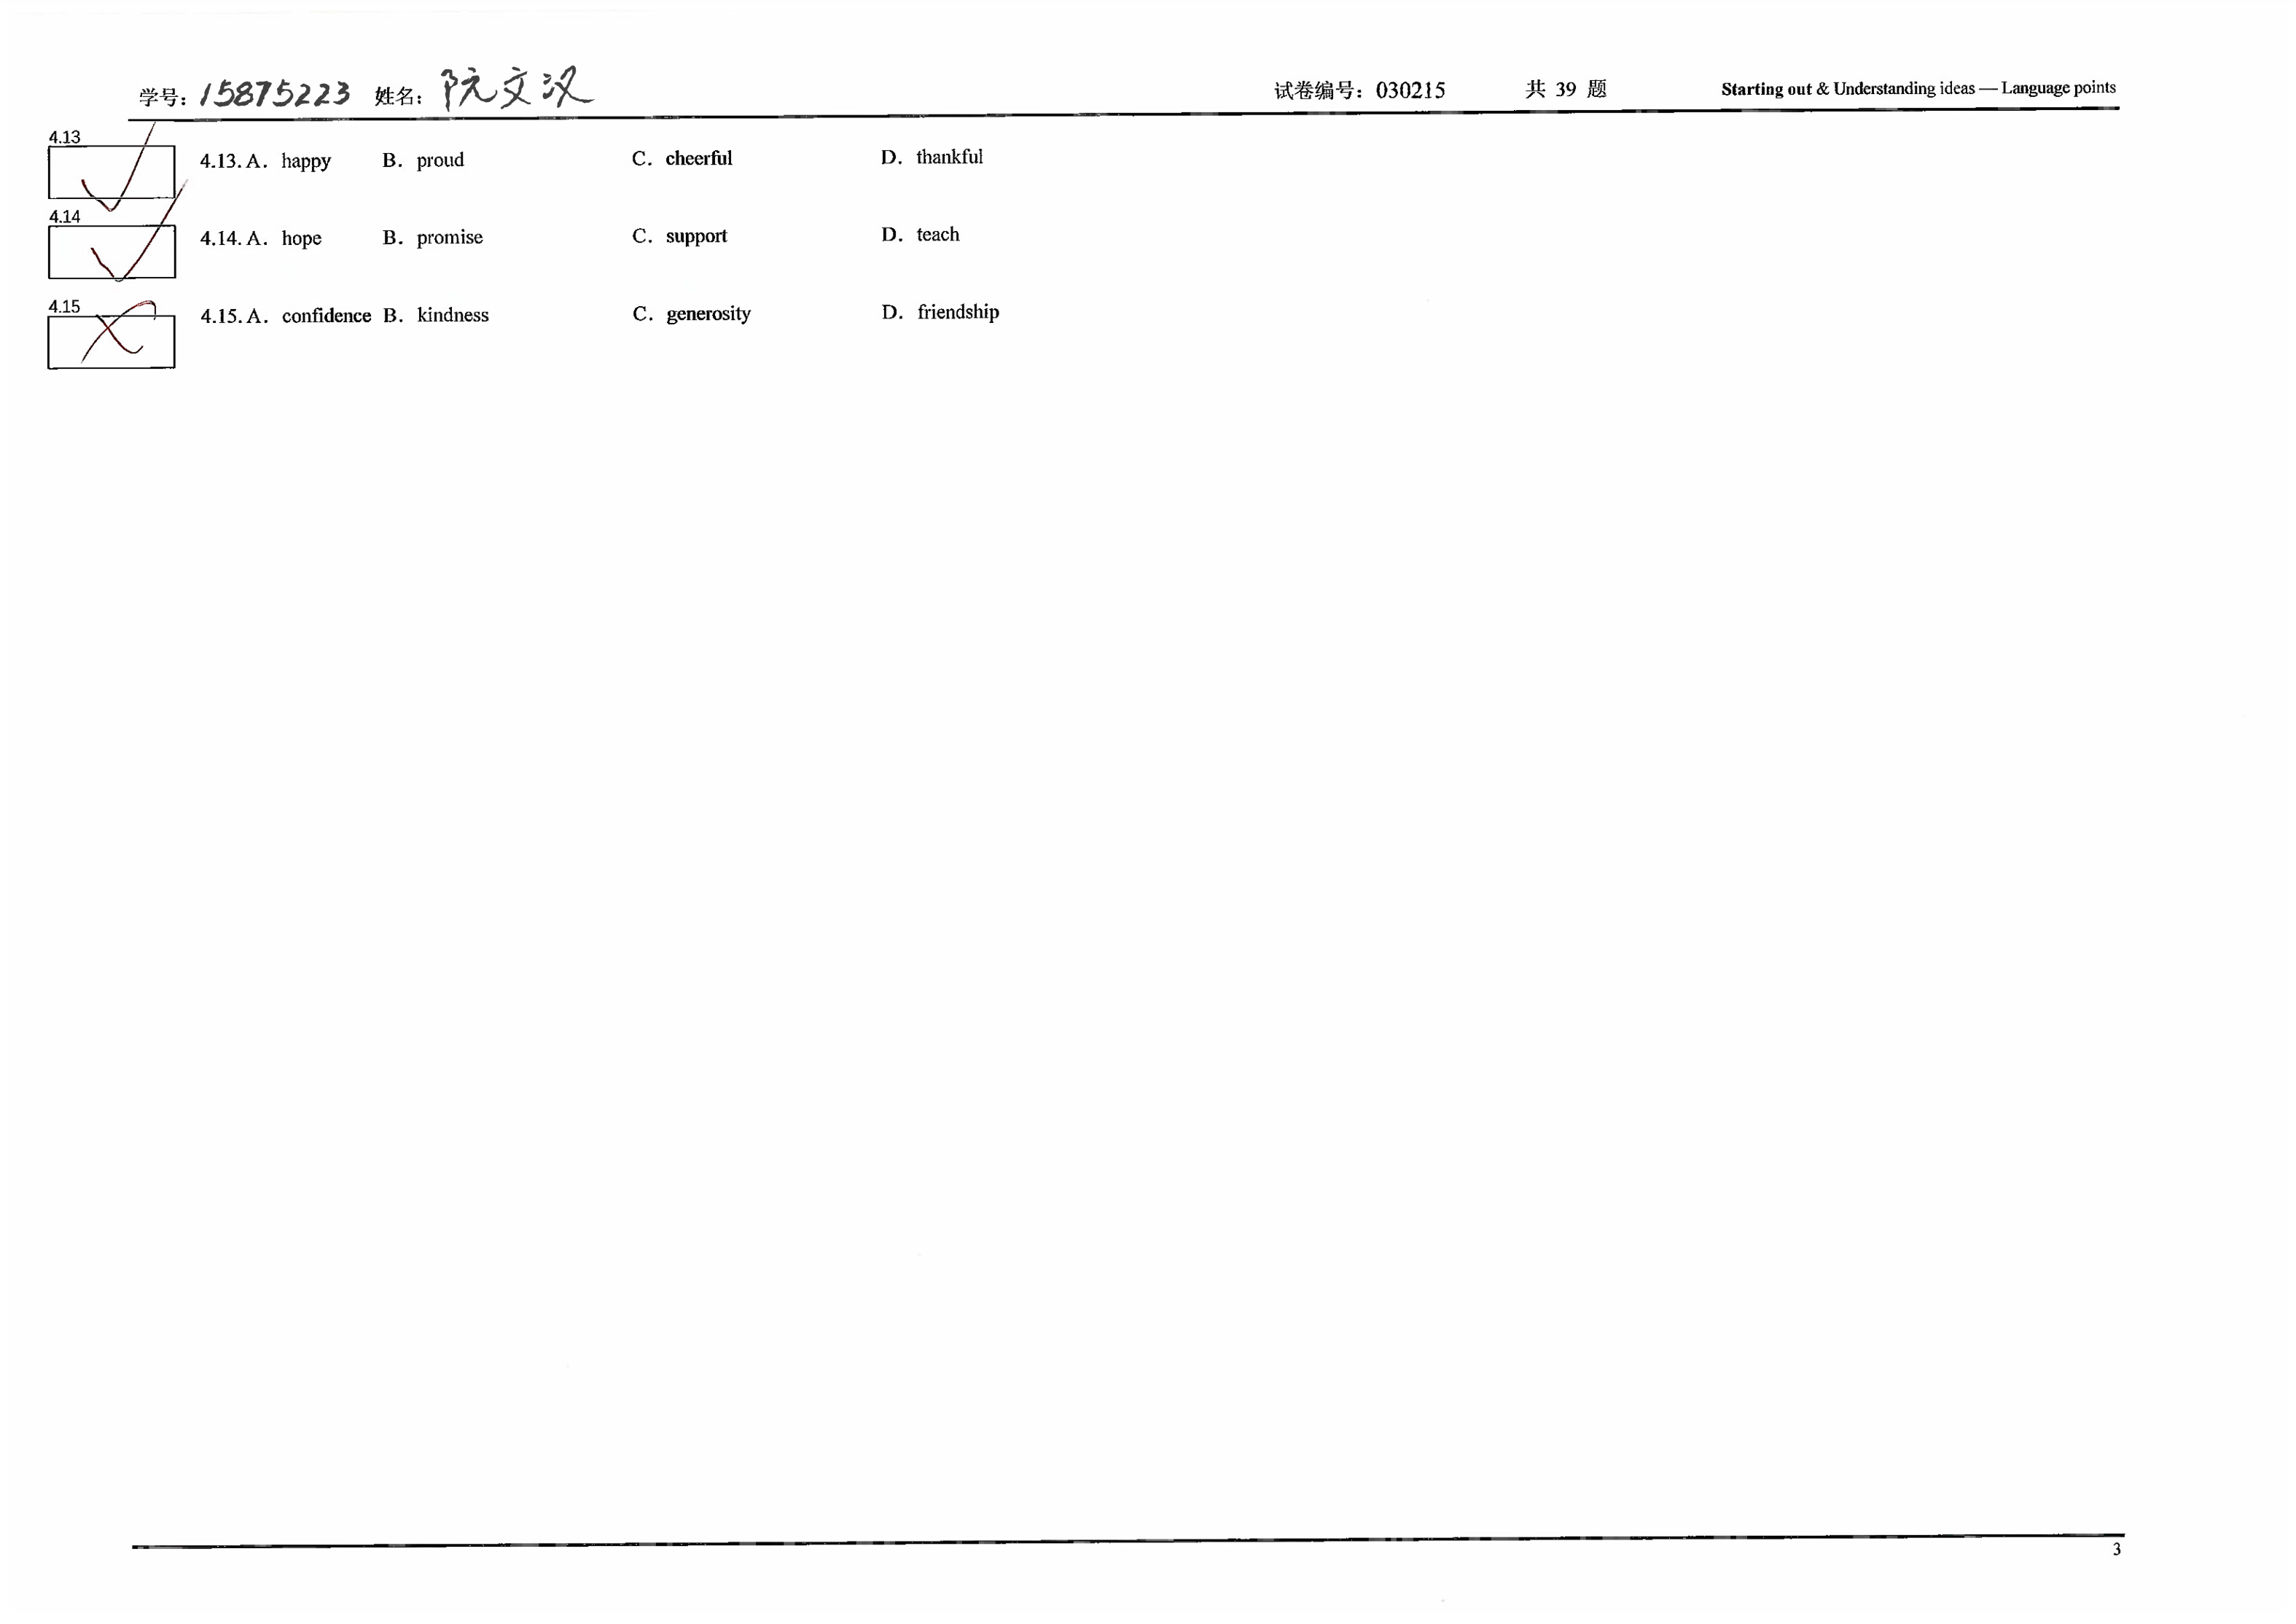 学号：15875223 姓名：阮文汉 试卷编号：030215 共 39 题 Starting out & Understanding ideas — Language points
4.13
4.13. A．happy B．proud C．cheerful D．thankful
4.14
4.14. A．hope B．promise C．support D．teach
4.15
4.15. A．confidence B．kindness C．generosity D．friendship
3